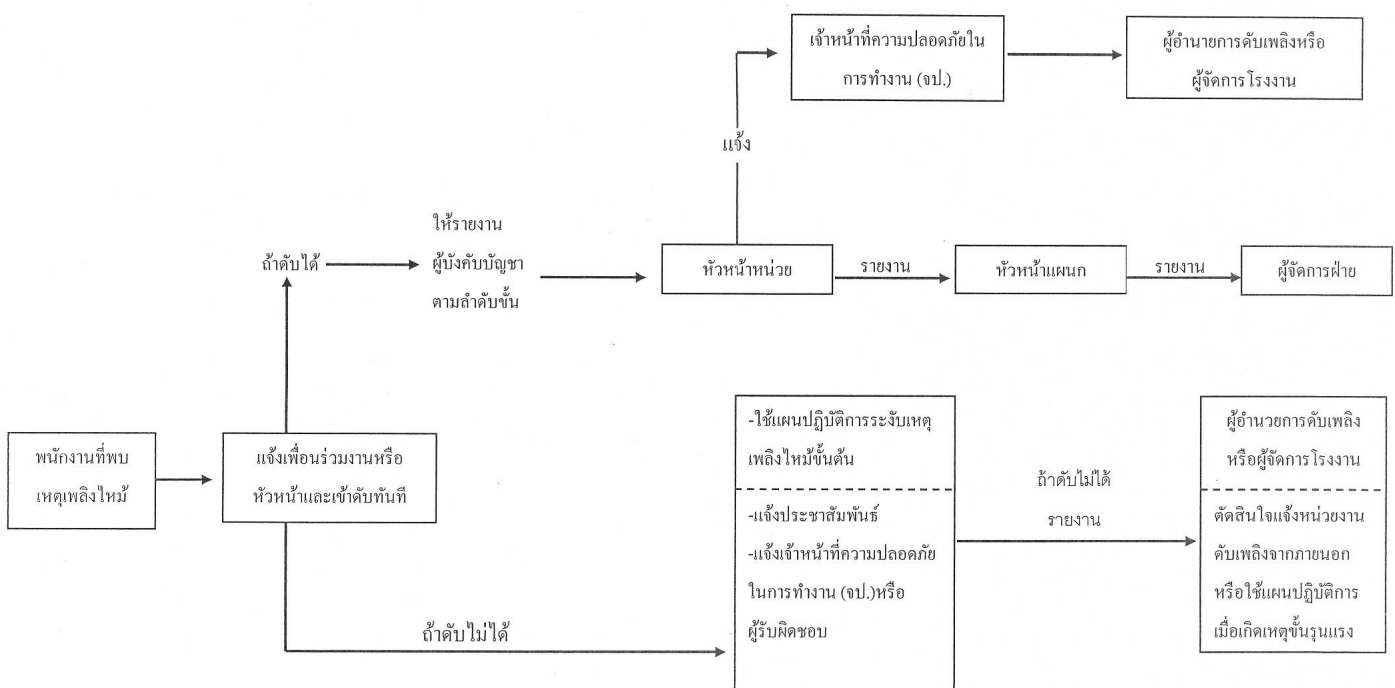 เจ้าหน้าที่ความปลอดภัยใน
การทำงาน (จป.)
ผู้อำนายการดับเพลิงหรือ
ผู้จัดการโรงงาน
แจ้ง
ถ้าดับได้
ให้รายงาน
ผู้บังคับบัญชา
ตามลำดับขั้น
หัวหน้าหน่วย
รายงาน
หัวหน้าแผนก
รายงาน
ผู้จัดการฝ่าย
พนักงานที่พบ
เหตุเพลิงไหม้
แจ้งเพื่อนร่วมงานหรือ
หัวหน้าและเข้าดับทันที
ถ้าดับไม่ได้
-ใช้แผนปฏิบัติการระงับเหตุ
เพลิงไหม้ขั้นต้น
-แจ้งประชาสัมพันธ์
-แจ้งเจ้าหน้าที่ความปลอดภัย
ในการทำงาน (จป.)หรือ
ผู้รับผิดชอบ
ถ้าดับไม่ได้
รายงาน
ผู้อำนวยการดับเพลิง
หรือผู้จัดการโรงงาน
ตัดสินใจแจ้งหน่วยงาน
ดับเพลิงจากภายนอก
หรือใช้แผนปฏิบัติการ
เมื่อเกิดเหตุขั้นรุนแรง